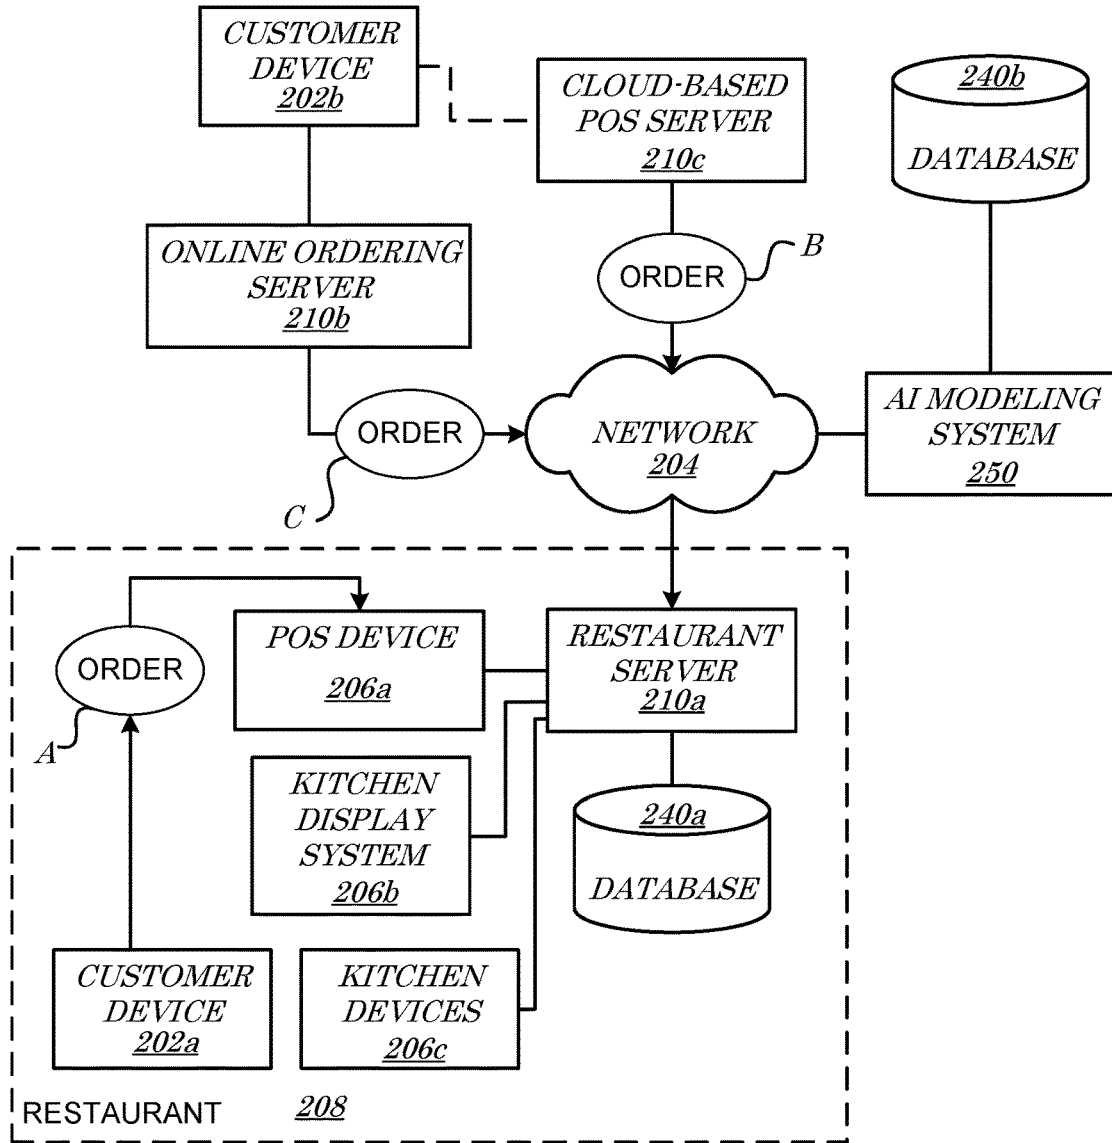 CUSTOMER
DEVICE
202b
CLOUD-BASED
POS SERVER
210c
240b
DATABASE
ONLINE ORDERING
SERVER
210b
ORDER
B
ORDER
C
NETWORK
204
AI MODELING
SYSTEM
250
ORDER
A
POS DEVICE
206a
RESTAURANT
SERVER
210a
KITCHEN
DISPLAY
SYSTEM
206b
240a
DATABASE
CUSTOMER
DEVICE
202a
KITCHEN
DEVICES
206c
RESTAURANT 208